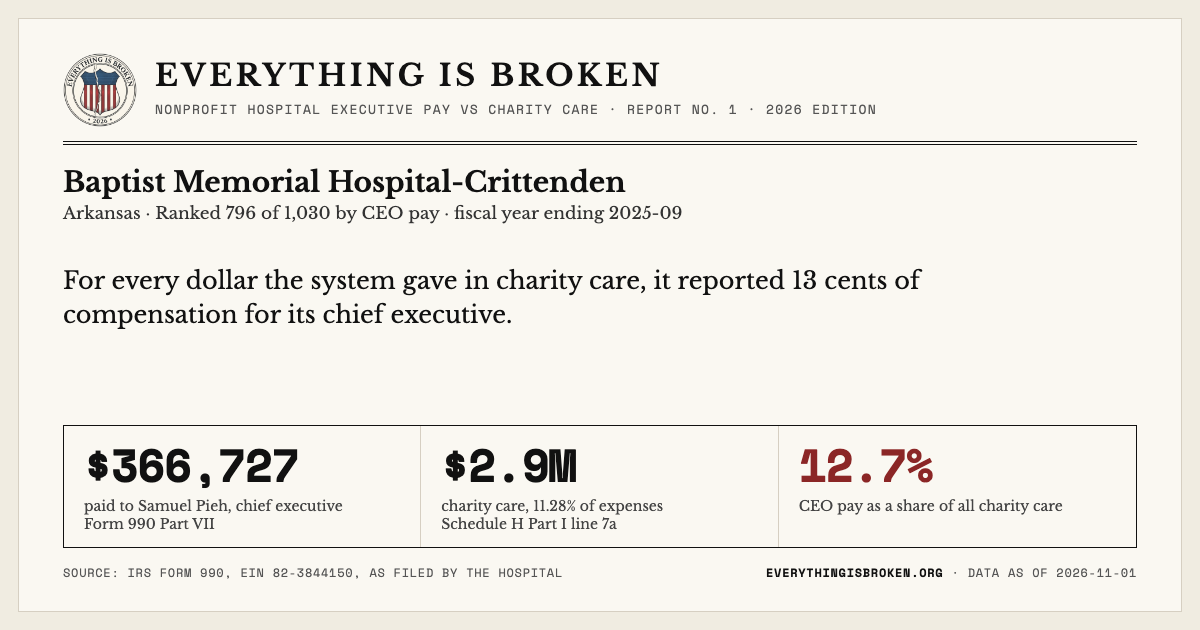 EVERYTHING IS BROKEN
2026
EVERYTHING IS BROKEN
NONPROFIT HOSPITAL EXECUTIVE PAY VS CHARITY CARE · REPORT NO. 1 · 2026 EDITION
Baptist Memorial Hospital-Crittenden
Arkansas · Ranked 796 of 1,030 by CEO pay · fiscal year ending 2025-09
For every dollar the system gave in charity care, it reported 13 cents of
compensation for its chief executive.
$366,727
paid to Samuel Pieh, chief executive
Form 990 Part VII
$2.9M
charity care, 11.28% of expenses
Schedule H Part I line 7a
12.7%
CEO pay as a share of all charity care
SOURCE: IRS FORM 990, EIN 82-3844150, AS FILED BY THE HOSPITAL
EVERYTHINGISBROKEN.ORG · DATA AS OF 2026-11-01